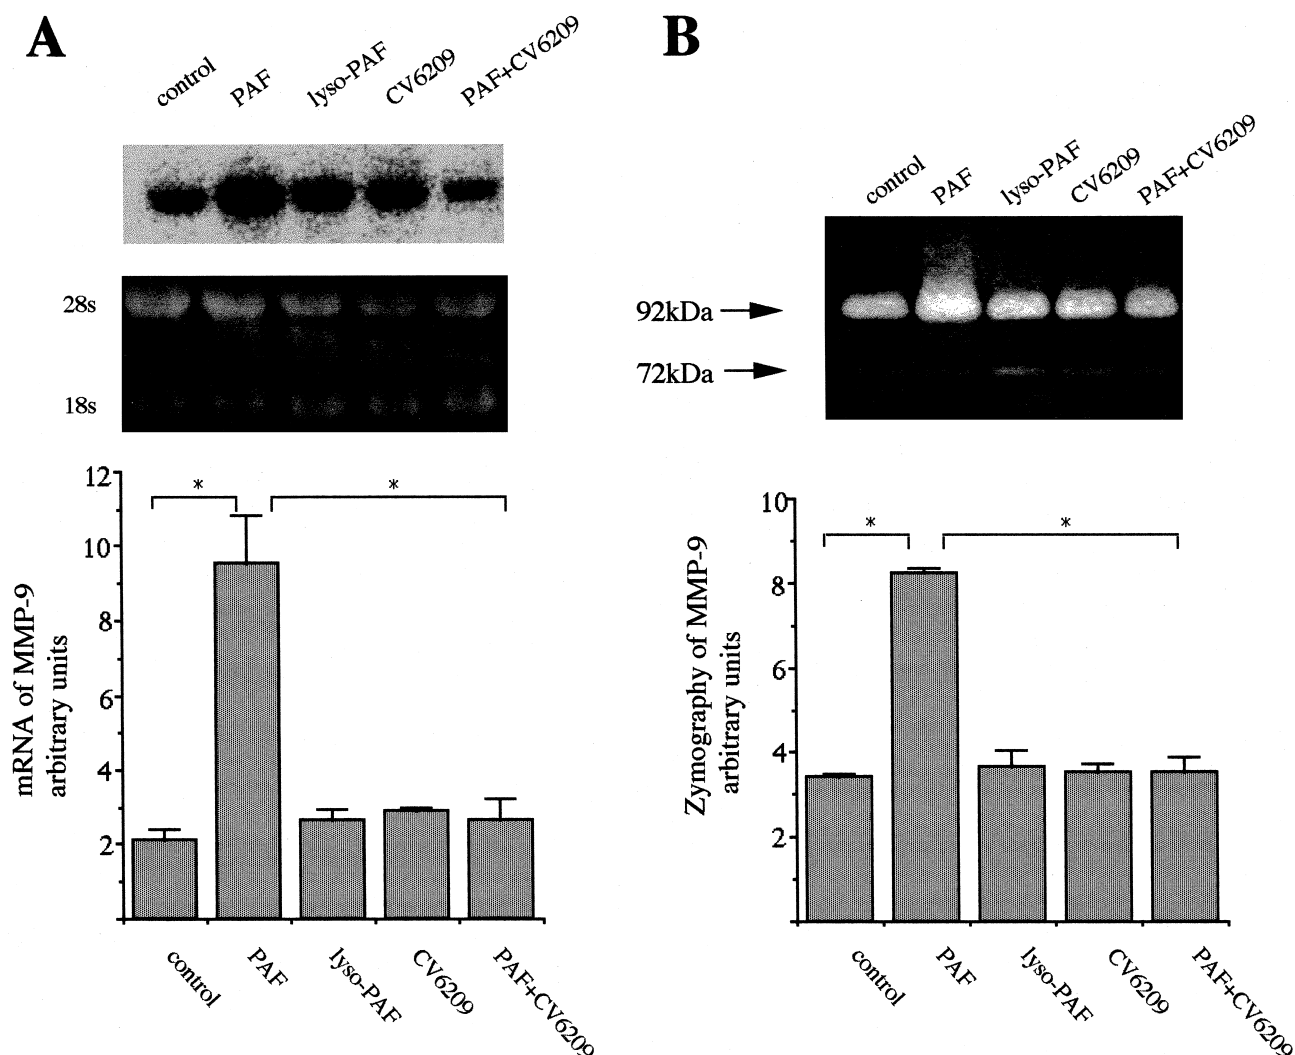 A
control
PAF
lyso-PAF
CV6209
PAF+CV6209
28s
18s
12
10
8
6
4
2
mRNA of MMP-9
arbitrary units
*
*
control
PAF
lyso-PAF
CV6209
PAF+CV6209
B
control
PAF
lyso-PAF
CV6209
PAF+CV6209
92kDa
72kDa
10
8
6
4
2
Zymography of MMP-9
arbitrary units
*
*
control
PAF
lyso-PAF
CV6209
PAF+CV6209